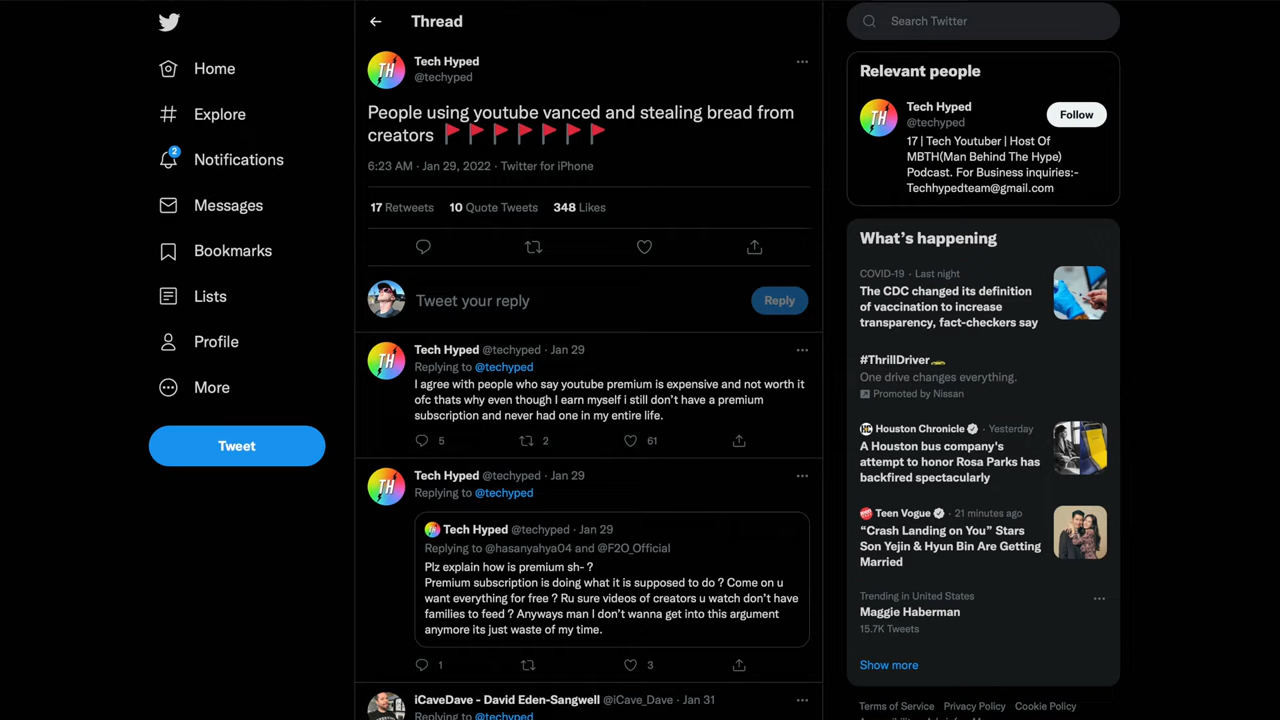 Home
Explore
2
Notifications
Messages
Bookmarks
Lists
Profile
More
Tweet
Thread
TH
Tech Hyped
@techyped
People using youtube vanced and stealing bread from
creators 🚩🚩🚩🚩🚩🚩🚩
6:23 AM · Jan 29, 2022 · Twitter for iPhone
17 Retweets 10 Quote Tweets 348 Likes
Tweet your reply
Reply
TH
Tech Hyped @techyped · Jan 29
Replying to @techyped
I agree with people who say youtube premium is expensive and not worth it
ofc thats why even though I earn myself i still don’t have a premium
subscription and never had one in my entire life.
5 2 61
TH
Tech Hyped @techyped · Jan 29
Replying to @techyped
Tech Hyped @techyped · Jan 29
Replying to @hasanyahya04 and @F2O_Official
Plz explain how is premium sh- ?
Premium subscription is doing what it is supposed to do ? Come on u
want everything for free ? Ru sure videos of creators u watch don’t have
families to feed ? Anyways man I don’t wanna get into this argument
anymore its just waste of my time.
1 3
iCaveDave - David Eden-Sangwell @iCave_Dave · Jan 31
Replying to @techyped
Search Twitter
Relevant people
TH
Tech Hyped
@techyped
Follow
17 | Tech Youtuber | Host Of
MBTH(Man Behind The Hype)
Podcast. For Business inquiries:-
Techhypedteam@gmail.com
What’s happening
COVID-19 · Last night
The CDC changed its definition
of vaccination to increase
transparency, fact-checkers say
#ThrillDriver
One drive changes everything.
Promoted by Nissan
Houston Chronicle · Yesterday
A Houston bus company's
attempt to honor Rosa Parks has
backfired spectacularly
Teen Vogue · 21 minutes ago
“Crash Landing on You” Stars
Son Yejin & Hyun Bin Are Getting
Married
Trending in United States
Maggie Haberman
15.7K Tweets
Show more
Terms of Service Privacy Policy Cookie Policy